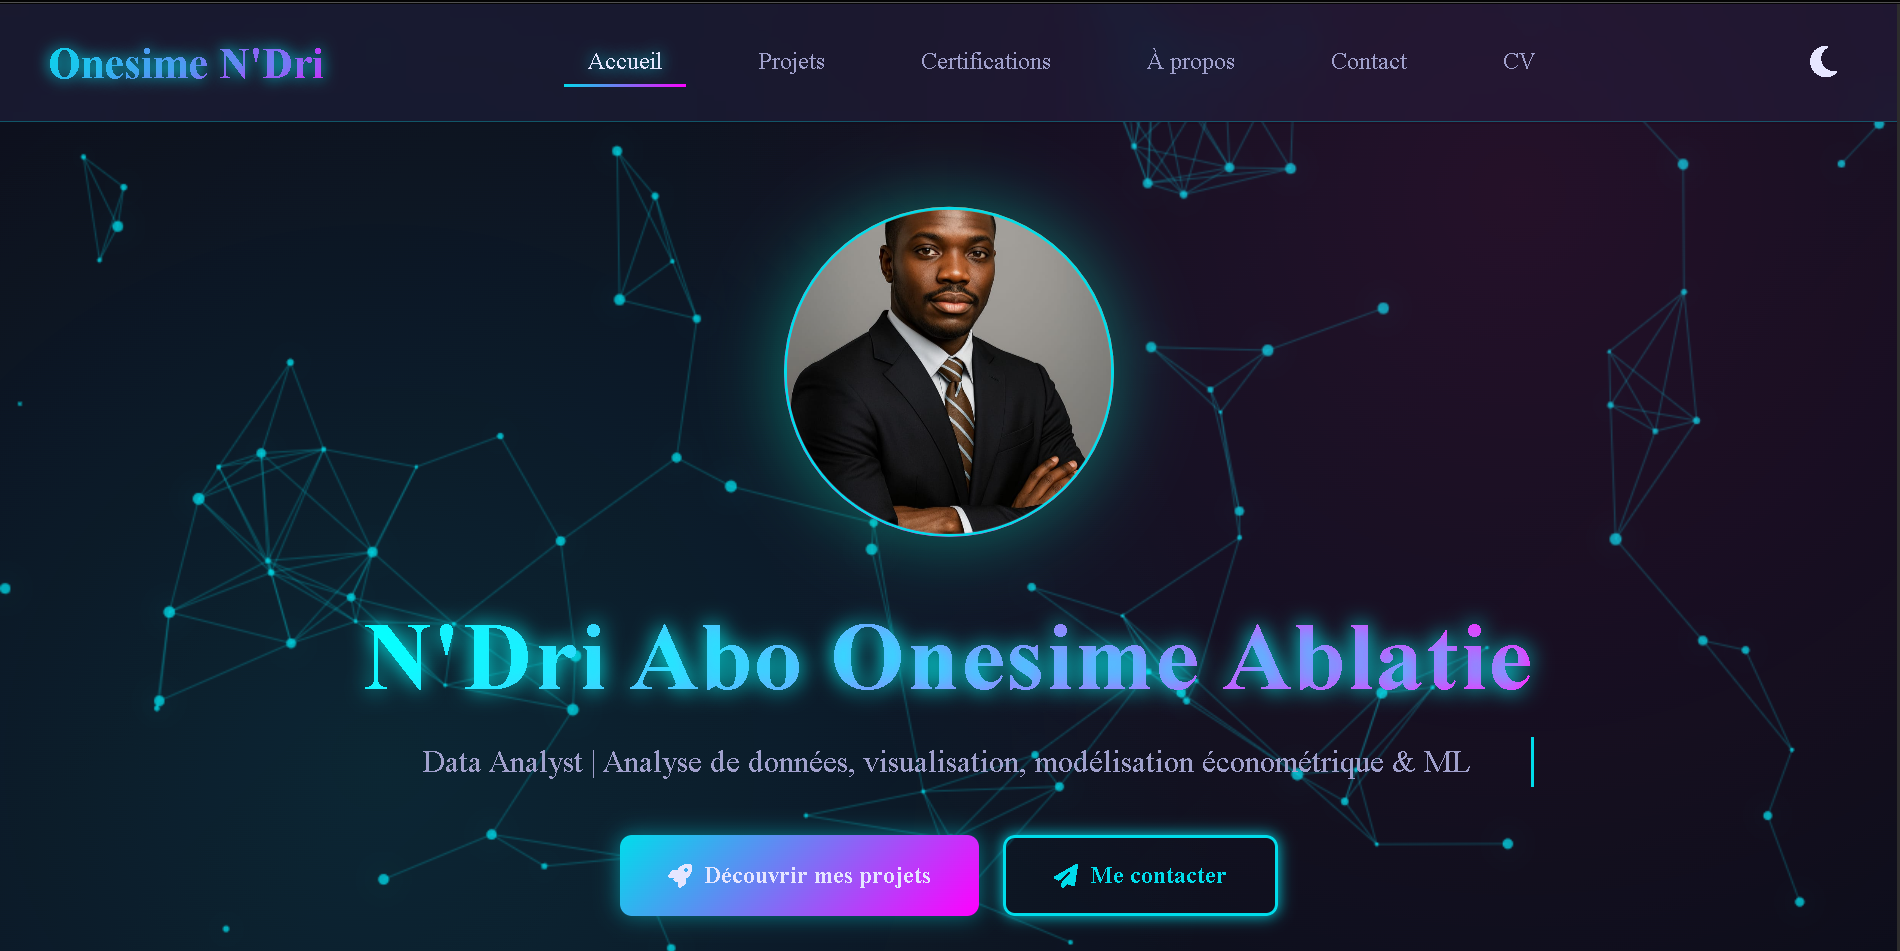 Onesime N'Dri
Accueil
Projets
Certifications
À propos
Contact
CV
N'Dri Abo Onesime Ablatie
Data Analyst | Analyse de données, visualisation, modélisation économétrique & ML
Découvrir mes projets
Me contacter